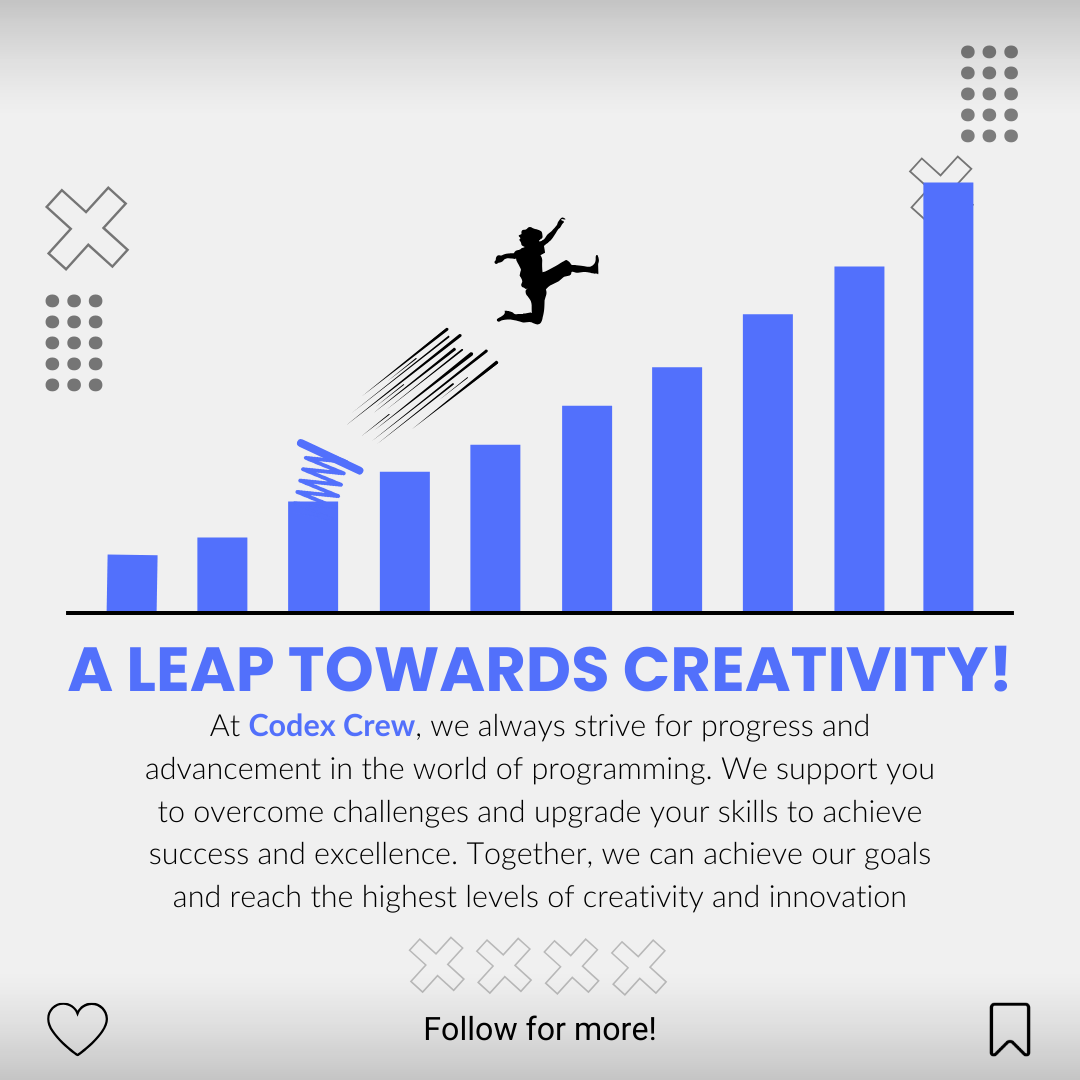 A LEAP TOWARDS CREATIVITY!
At Codex Crew, we always strive for progress and
advancement in the world of programming. We support you
to overcome challenges and upgrade your skills to achieve
success and excellence. Together, we can achieve our goals
and reach the highest levels of creativity and innovation
Follow for more!